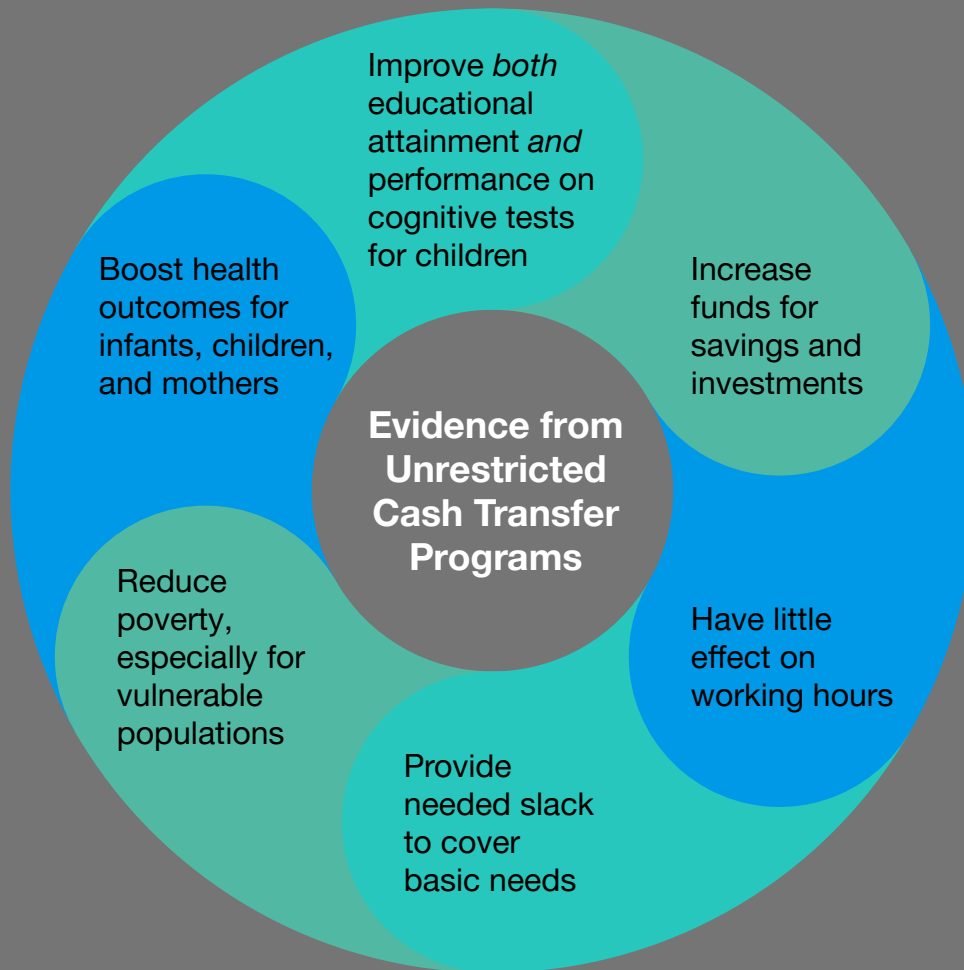 Improve both
educational
attainment and
performance on
cognitive tests
for children
Increase
funds for
savings and
investments
Have little
effect on
working hours
Provide
needed slack
to cover
basic needs
Reduce
poverty,
especially for
vulnerable
populations
Boost health
outcomes for
infants, children,
and mothers
Evidence from
Unrestricted
Cash Transfer
Programs